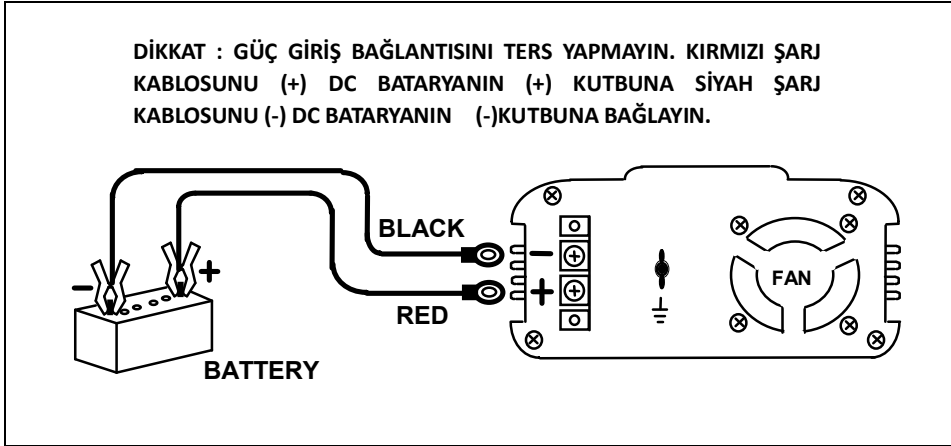 DİKKAT : GÜÇ GİRİŞ BAĞLANTISINI TERS YAPMAYIN. KIRMIZI ŞARJ
KABLOSUNU (+) DC BATARYANIN (+) KUTBUNA SİYAH ŞARJ
KABLOSUNU (-) DC BATARYANIN (-)KUTBUNA BAĞLAYIN.
BLACK
-
- +
+
FAN
RED
BATTERY